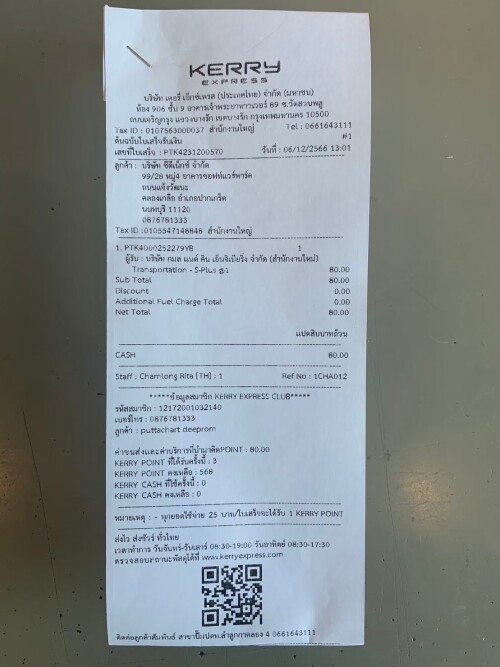 KERRY
EXPRESS
บริษัท เคอรี่ เอ็กซ์เพรส (ประเทศไทย) จำกัด (มหาชน)
ห้อง 906 ชั้น 9 อาคารเจ้าพระยาทาวเวอร์ 89 ซ.วัดสวนพลู
ถนนเจริญกรุง แขวงบางรัก เขตบางรัก กรุงเทพมหานคร 10500
Tax ID : 0107563000037 สำนักงานใหญ่ Tel : 0661643111
#1
ต้นฉบับใบเสร็จรับเงิน
เลขที่ใบเสร็จ : PTK4231200570 วันที่ : 06/12/2566 13:01
ลูกค้า : บริษัท ซีดีเน็กซ์ จำกัด
99/28 หมู่4 อาคารซอฟท์แวร์พาร์ค
ถนนแจ้งวัฒนะ
คลองเกลือ อำเภอปากเกร็ด
นนทบุรี 11120
0876781333
Tax ID :0105547148848 สำนักงานใหญ่
1. PTK4000252279YB 1
ผู้รับ : บริษัท กมล แนต์ ดิน เอ็นจิเนียริ่ง จำกัด (สำนักงานใหม่)
Transportation - S-Plus @1 80.00
Sub Total 80.00
Discount 0.00
Additional Fuel Charge Total 0.00
Net Total 80.00
แปดสิบบาทถ้วน
CASH 80.00
Staff : Chamlong Rita [TH] : 1 Ref No : 1CHA012
*****ข้อมูลสมาชิก KERRY EXPRESS CLUB*****
รหัสสมาชิก : 12172001032140
เบอร์โทร : 0876781333
ลูกค้า : puttachart deeprom
ค่าขนส่งและค่าบริการที่นำมาคิดPOINT : 80.00
KERRY POINT ที่ได้รับครั้งนี้ : 3
KERRY POINT คงเหลือ : 568
KERRY CASH ที่ใช้ครั้งนี้ : 0
KERRY CASH คงเหลือ : 0
หมายเหตุ : - ทุกยอดใช้จ่าย 25 บาท/ใบเสร็จจะได้รับ 1 KERRY POINT
ส่งไว ส่งชัวร์ ทั่วไทย
เวลาทำการ วันจันทร์-วันเสาร์ 08:30-19:00 วันอาทิตย์ 08:30-17:30
ตรวจสอบสถานะพัสดุได้ที่ www.kerryexpress.com
ติดต่อลูกค้าสัมพันธ์ สาขาปั๊มปตท.ลำลูกกาคลอง 4 0661643111